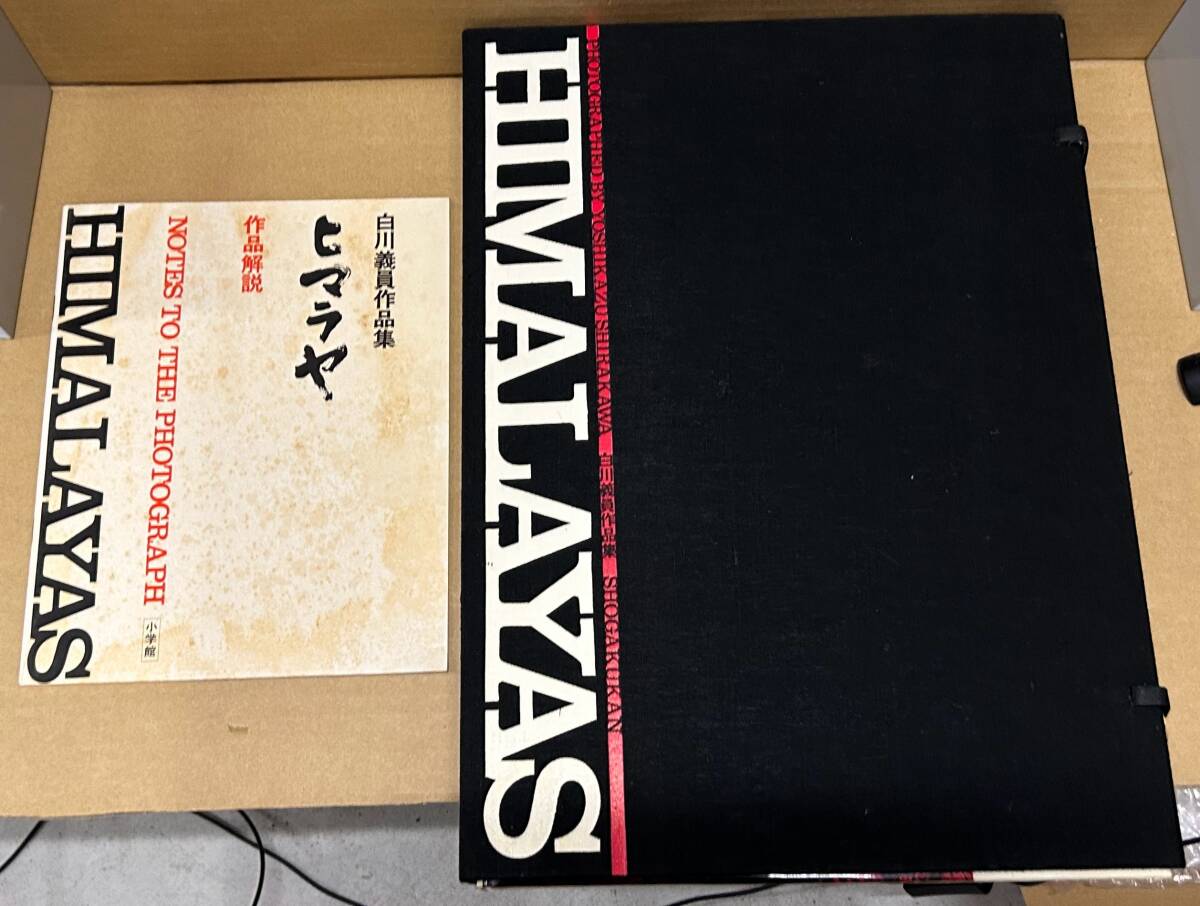 白川義員作品集
ヒマラヤ
作品解説
NOTES TO THE PHOTOGRAPH
小学館
HIMALAYAS
HIMALAYAS
PHOTOGRAPHED BY YOSHIKAZU SHIRAKAWA 白川義員作品集 SHOGAKUKAN